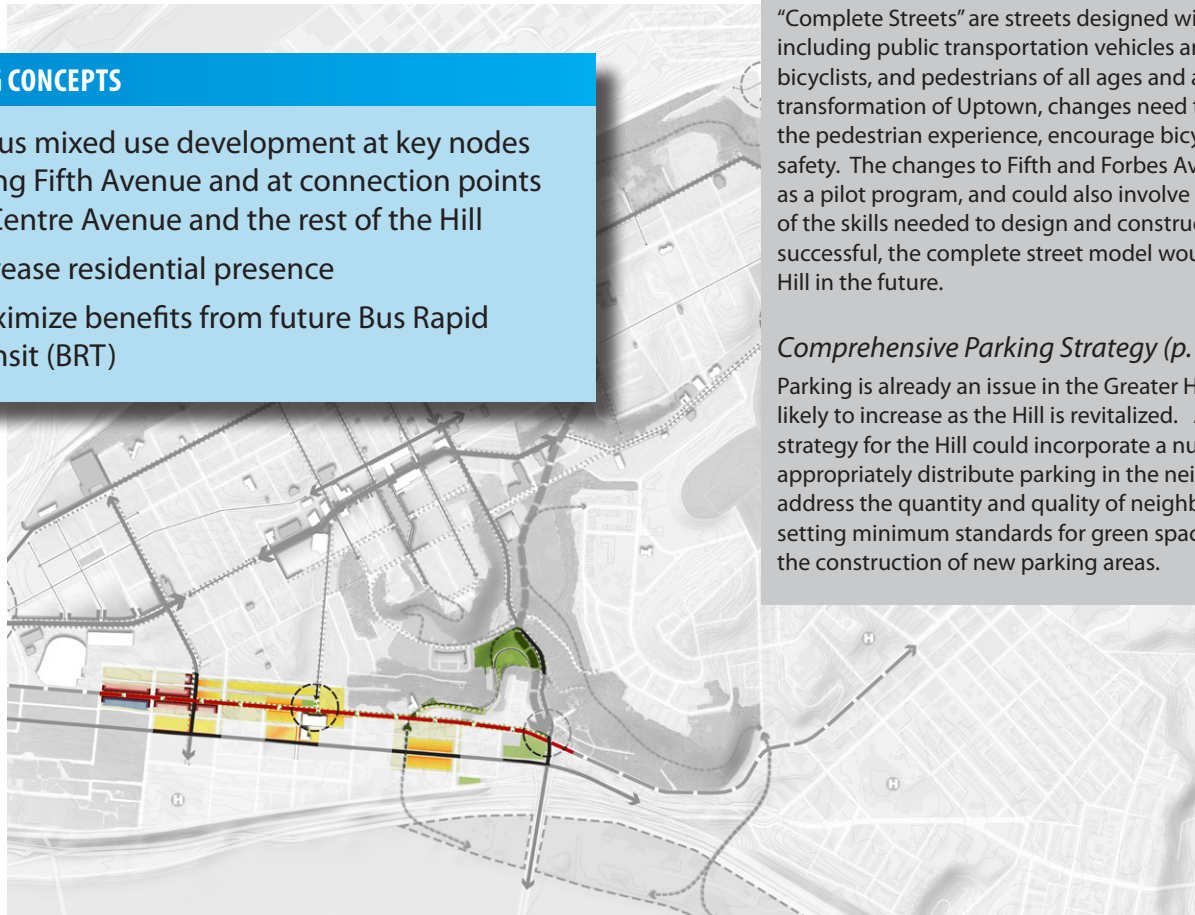 CONCEPTS
us mixed use development at key nodes
ng Fifth Avenue and at connection points
Centre Avenue and the rest of the Hill
rease residential presence
ximize benefits from future Bus Rapid
nsit (BRT)
“Complete Streets” are streets designed wi
including public transportation vehicles an
bicyclists, and pedestrians of all ages and a
transformation of Uptown, changes need t
the pedestrian experience, encourage bicy
safety. The changes to Fifth and Forbes Av
as a pilot program, and could also involve
of the skills needed to design and construc
successful, the complete street model wou
Hill in the future.
Comprehensive Parking Strategy (p.
Parking is already an issue in the Greater H
likely to increase as the Hill is revitalized.
strategy for the Hill could incorporate a nu
appropriately distribute parking in the nei
address the quantity and quality of neighb
setting minimum standards for green spac
the construction of new parking areas.
H
H
H